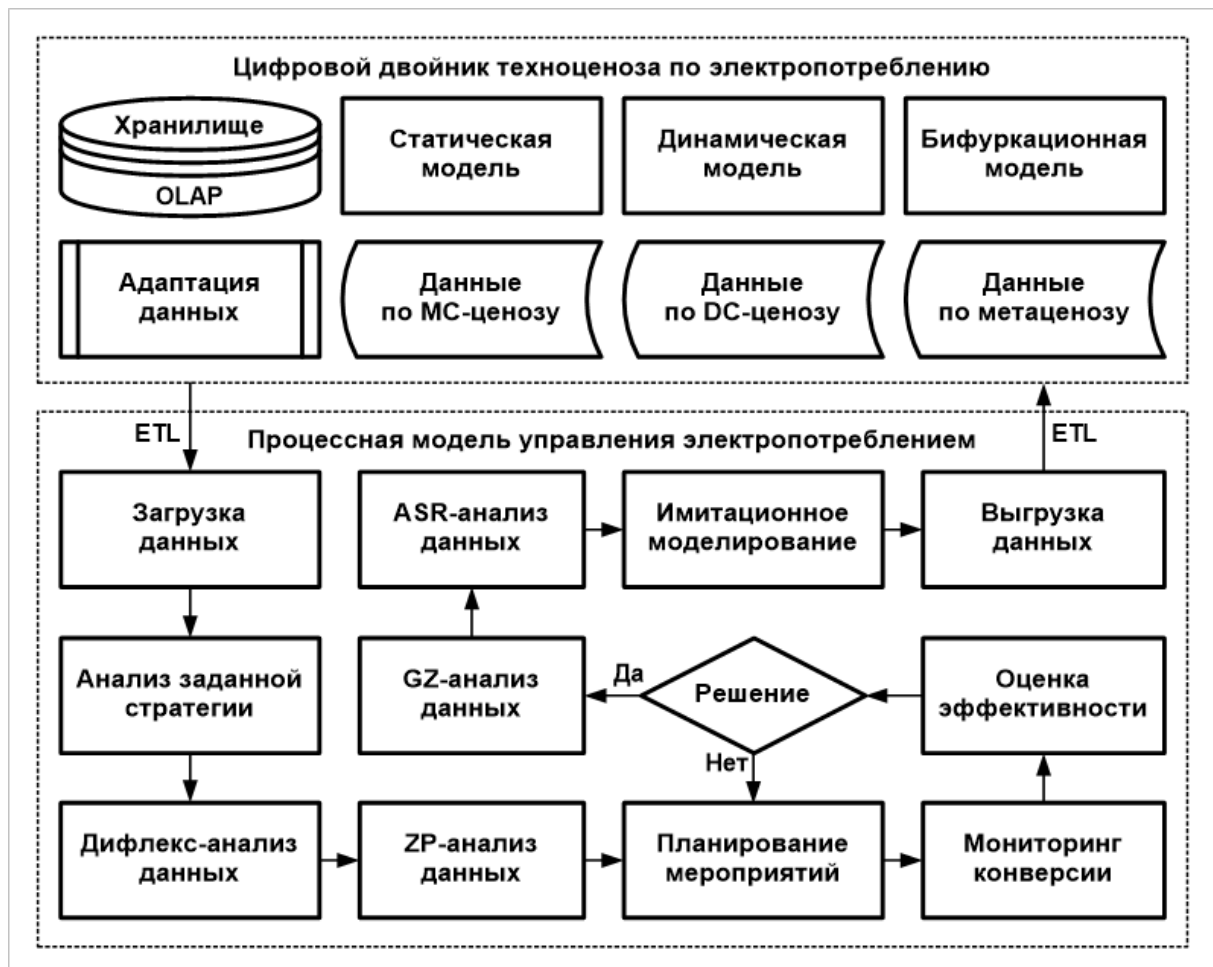 Цифровой двойник техноценоза по электропотреблению
Хранилище
OLAP
Статическая
модель
Динамическая
модель
Бифуркационная
модель
Адаптация
данных
Данные
по МС-ценозу
Данные
по DC-ценозу
Данные
по метаценозу
ETL
ETL
Процессная модель управления электропотреблением
Загрузка
данных
ASR-анализ
данных
Имитационное
моделирование
Выгрузка
данных
Анализ заданной
стратегии
GZ-анализ
данных
Да
Решение
Нет
Оценка
эффективности
Дифлекс-анализ
данных
ZP-анализ
данных
Планирование
мероприятий
Мониторинг
конверсии